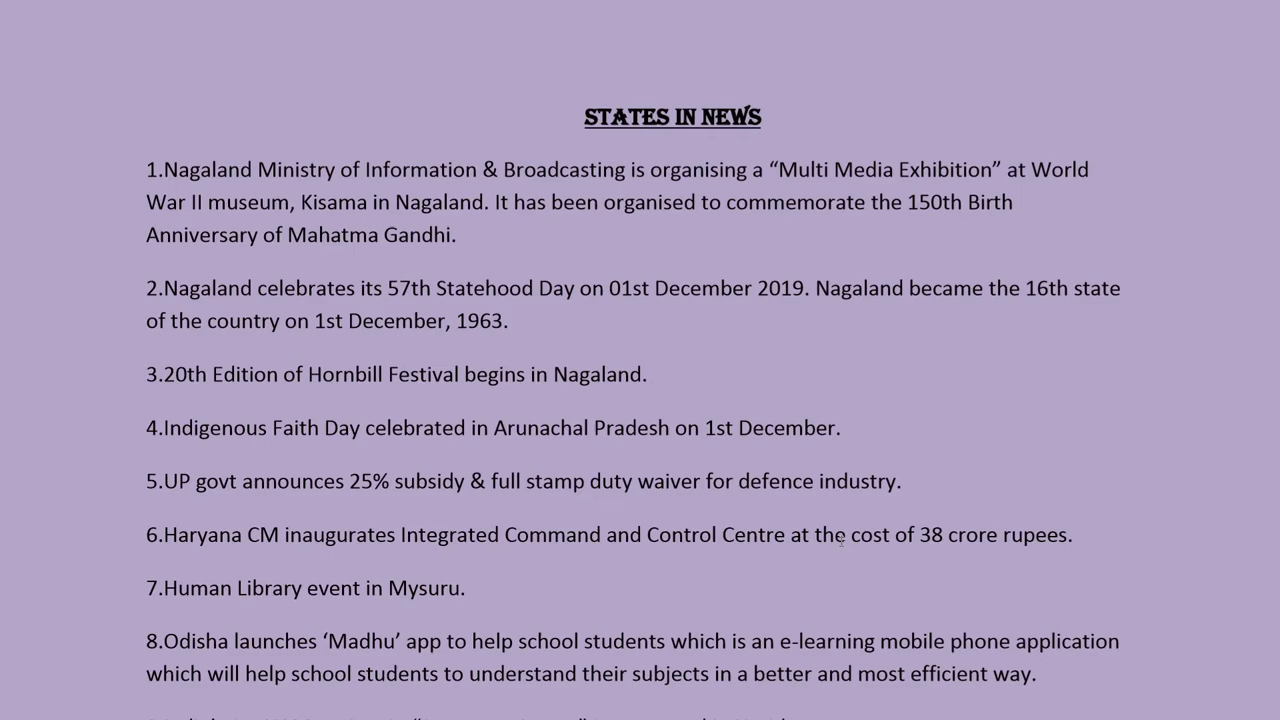 STATES IN NEWS
1.Nagaland Ministry of Information & Broadcasting is organising a “Multi Media Exhibition” at World
War II museum, Kisama in Nagaland. It has been organised to commemorate the 150th Birth
Anniversary of Mahatma Gandhi.
2.Nagaland celebrates its 57th Statehood Day on 01st December 2019. Nagaland became the 16th state
of the country on 1st December, 1963.
3.20th Edition of Hornbill Festival begins in Nagaland.
4.Indigenous Faith Day celebrated in Arunachal Pradesh on 1st December.
5.UP govt announces 25% subsidy & full stamp duty waiver for defence industry.
6.Haryana CM inaugurates Integrated Command and Control Centre at the cost of 38 crore rupees.
7.Human Library event in Mysuru.
8.Odisha launches ‘Madhu’ app to help school students which is an e-learning mobile phone application
which will help school students to understand their subjects in a better and most efficient way.